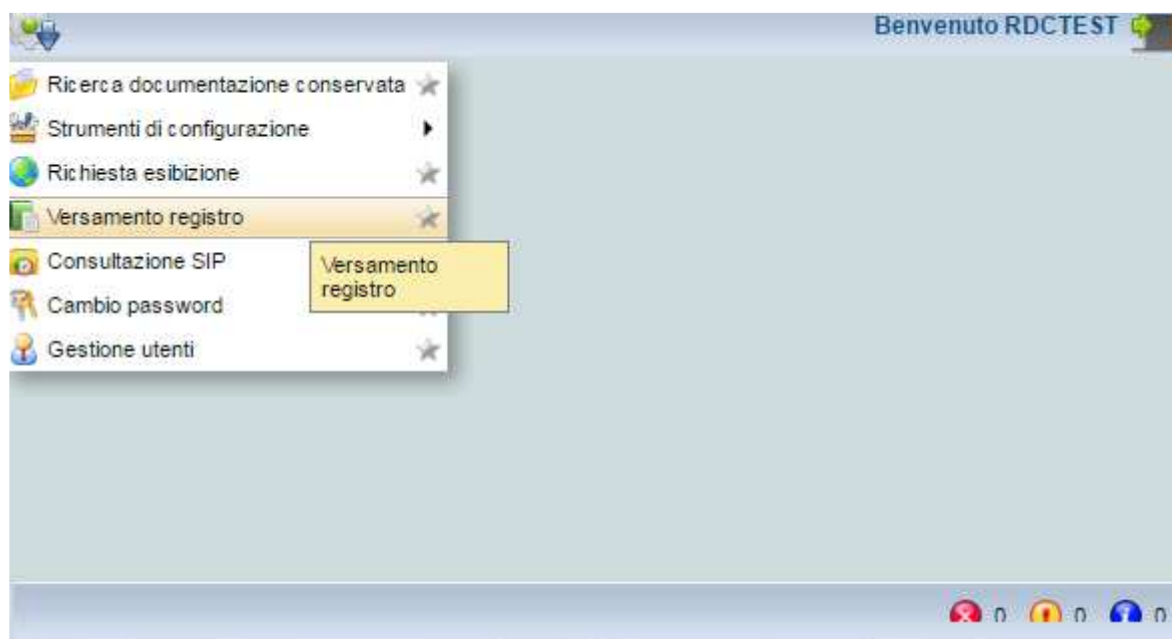 Benvenuto RDCTEST
Ricerca documentazione conservata
Strumenti di configurazione
Richiesta esibizione
Versamento registro
Consultazione SIP
Versamento
registro
Cambio password
Gestione utenti
0 0 0